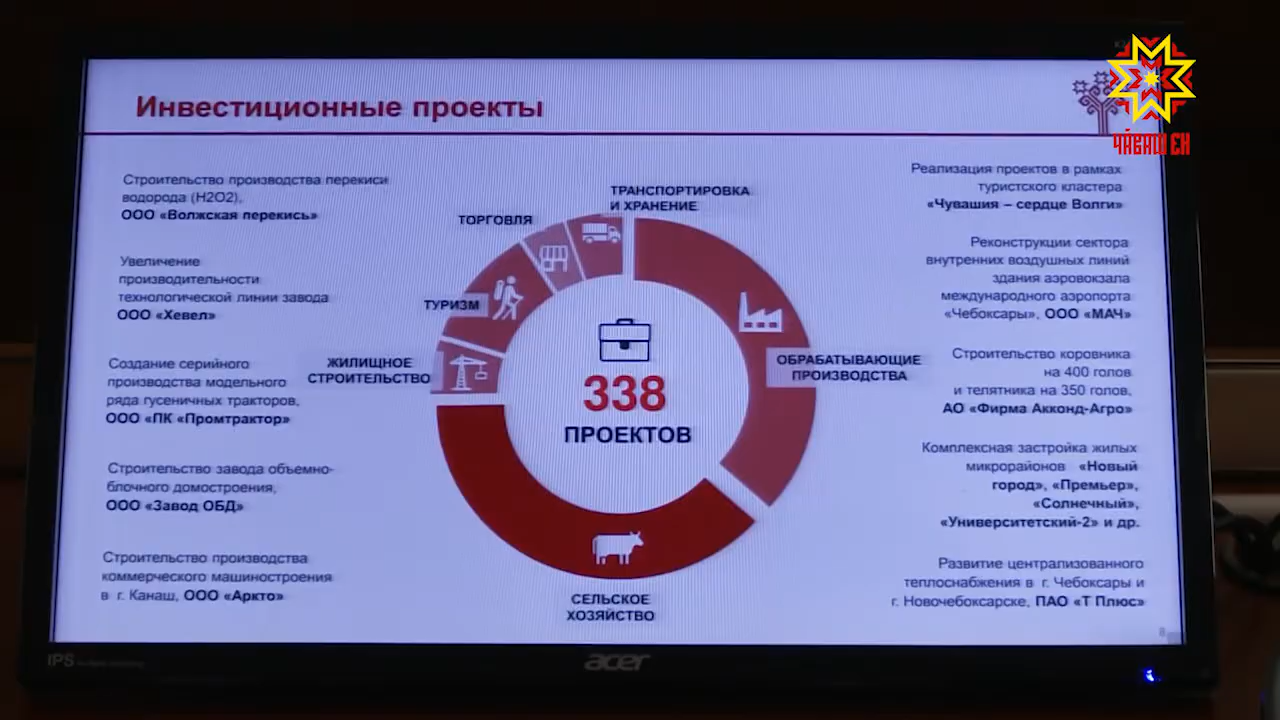 Инвестиционные проекты
ЧӐВАШ ЕН
Строительство производства перекиси
водорода (H2O2),
ООО «Волжская перекись»
Увеличение
производительности
технологической линии завода
ООО «Хевел»
Создание серийного
производства модельного
ряда гусеничных тракторов,
ООО «ПК «Промтрактор»
Строительство завода объемно-
блочного домостроения,
ООО «Завод ОБД»
Строительство производства
коммерческого машиностроения
в г. Канаш, ООО «Аркто»
ТРАНСПОРТИРОВКА
И ХРАНЕНИЕ
ТОРГОВЛЯ
ТУРИЗМ
ЖИЛИЩНОЕ
СТРОИТЕЛЬСТВО
338
ПРОЕКТОВ
ОБРАБАТЫВАЮЩИЕ
ПРОИЗВОДСТВА
СЕЛЬСКОЕ
ХОЗЯЙСТВО
Реализация проектов в рамках
туристского кластера
«Чувашия – сердце Волги»
Реконструкции сектора
внутренних воздушных линий
здания аэровокзала
международного аэропорта
«Чебоксары», ООО «МАЧ»
Строительство коровника
на 400 голов
и телятника на 350 голов,
АО «Фирма Акконд-Агро»
Комплексная застройка жилых
микрорайонов «Новый
город», «Премьер»,
«Солнечный»,
«Университетский-2» и др.
Развитие централизованного
теплоснабжения в г. Чебоксары и
г. Новочебоксарске, ПАО «Т Плюс»
IPS
acer